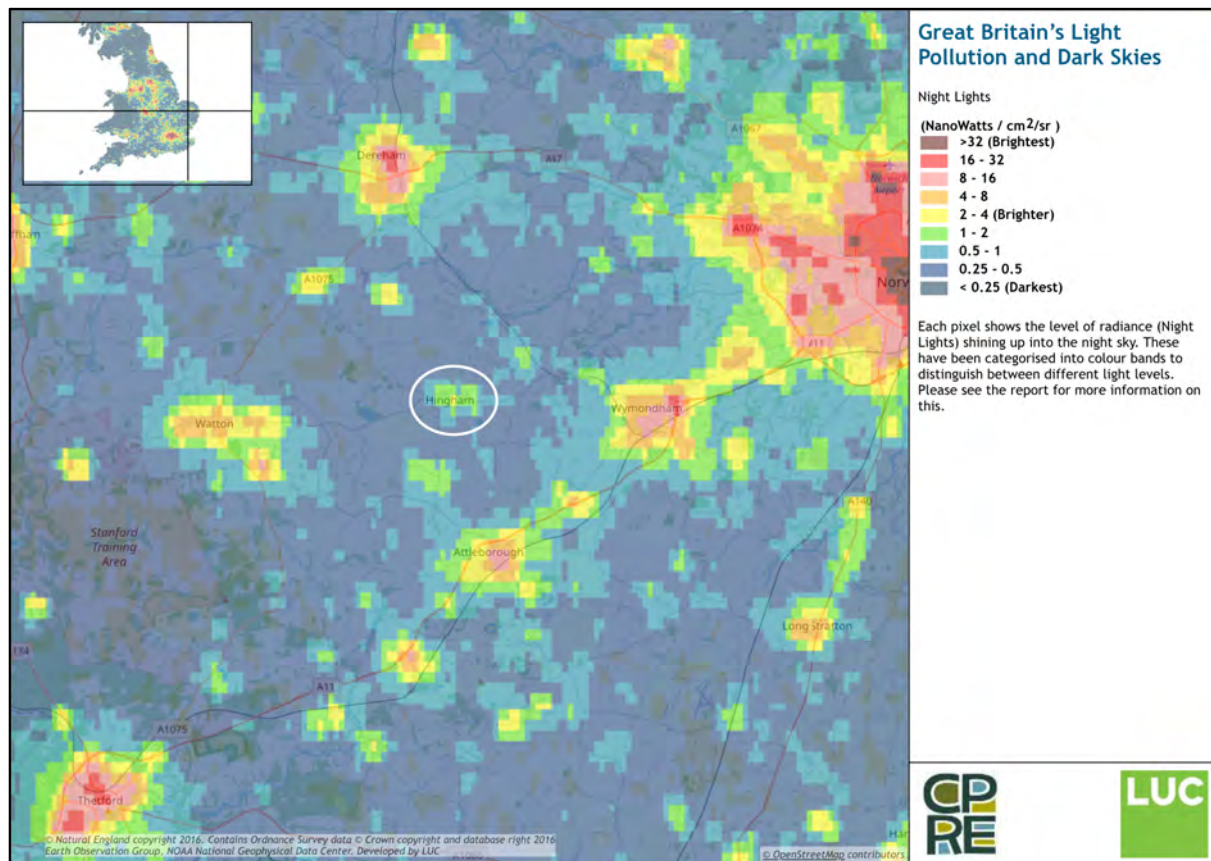 Great Britain's Light
Pollution and Dark Skies
Night Lights
(NanoWatts / cm2/sr )
>32 (Brightest)
16 - 32
8 - 16
4 - 8
2 - 4 (Brighter)
1 - 2
0.5 - 1
0.25 - 0.5
< 0.25 (Darkest)
Each pixel shows the level of radiance (Night
Lights) shining up into the night sky. These
have been categorised into colour bands to
distinguish between different light levels.
Please see the report for more information on
this.
A1067
Dereham
A47
Norwich
Airport
ffham
A1074
A1075
Norw
A11
Hingham
Wymondham
Watton
A140
Stanford
Training
Area
Attleborough
Long Stratton
A11
A1075
Thetford
© Natural England copyright 2016. Contains Ordnance Survey data © Crown copyright and database right 2016
Earth Observation Group, NOAA National Geophysical Data Center. Developed by LUC
A1066
© OpenStreetMap contributors
Har
CPRE
LUC